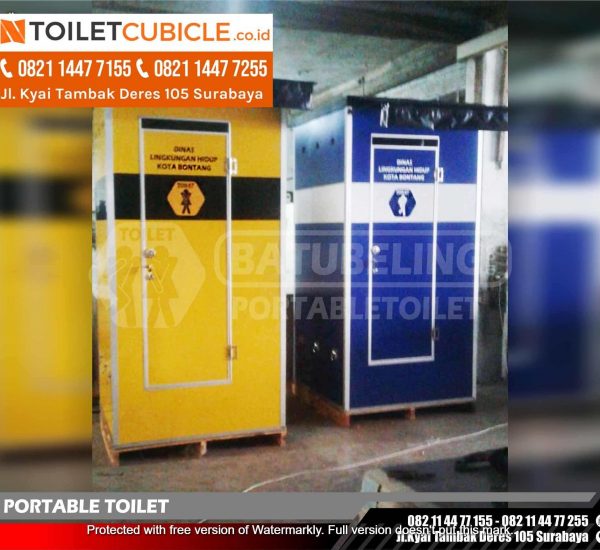 TOILETCUBICLE.co.id
0821 1447 7155 0821 1447 7255
Jl. Kyai Tambak Deres 105 Surabaya
DINAS
LINGKUNGAN HIDUP
KOTA BONTANG
DINAS
LINGKUNGAN HIDUP
KOTA BONTANG
TOILET
BATUBELING
PORTABLETOILET
PORTABLE TOILET
082 11 44 77 155 - 082 11 44 77 255
Jl.Kyai Tambak Deres 105 Surabaya
Protected with free version of Watermarkly. Full version doesn't put this mark.